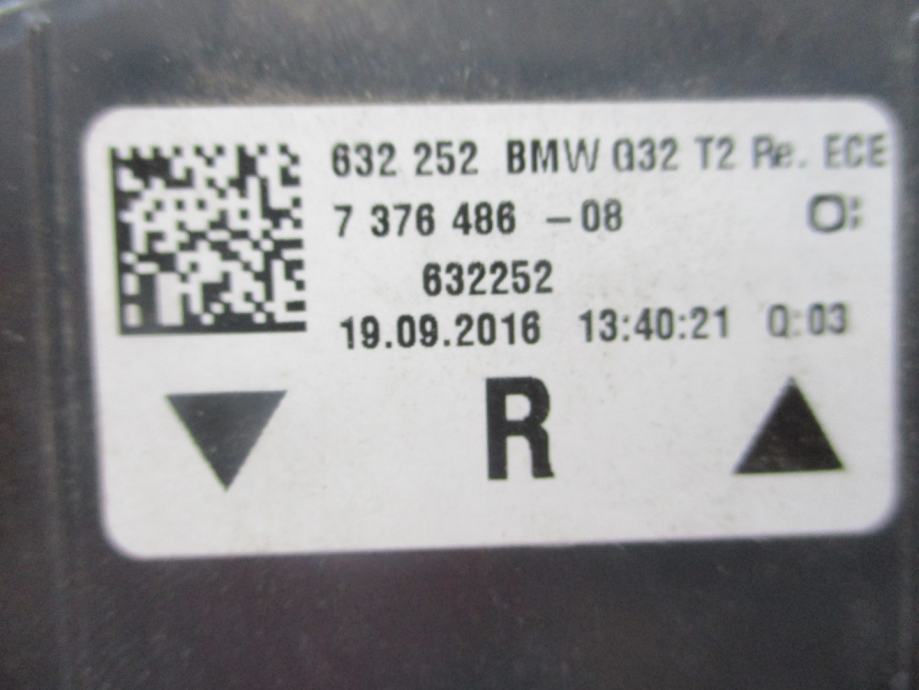 632 252 BMW G32 T2 Re. ECE
7 376 486 -08 O:
632252
19.09.2016 13:40:21 Q:03
R